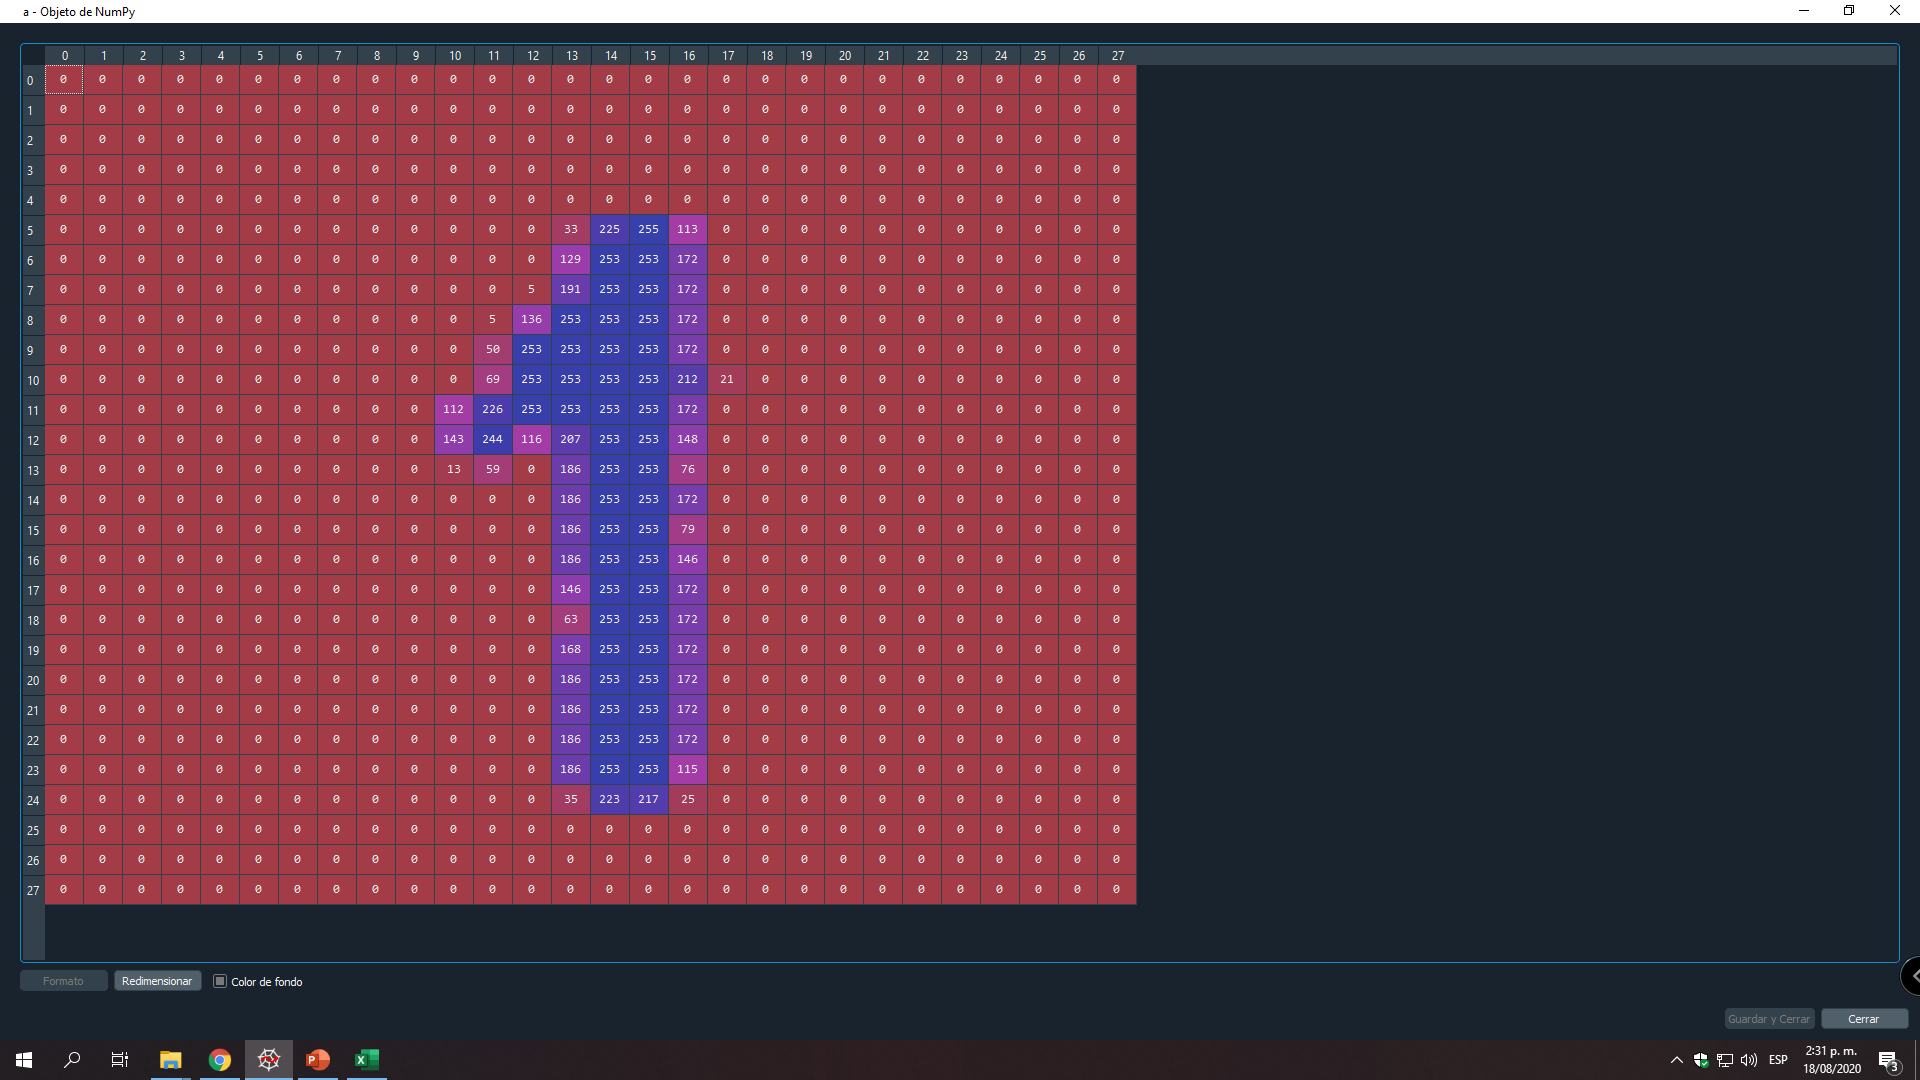 a - Objeto de NumPy
0 1 2 3 4 5 6 7 8 9 10 11 12 13 14 15 16 17 18 19 20 21 22 23 24 25 26 27
0 0 0 0 0 0 0 0 0 0 0 0 0 0 0 0 0 0 0 0 0 0 0 0 0 0 0 0 0
1 0 0 0 0 0 0 0 0 0 0 0 0 0 0 0 0 0 0 0 0 0 0 0 0 0 0 0 0
2 0 0 0 0 0 0 0 0 0 0 0 0 0 0 0 0 0 0 0 0 0 0 0 0 0 0 0 0
3 0 0 0 0 0 0 0 0 0 0 0 0 0 0 0 0 0 0 0 0 0 0 0 0 0 0 0 0
4 0 0 0 0 0 0 0 0 0 0 0 0 0 0 0 0 0 0 0 0 0 0 0 0 0 0 0 0
5 0 0 0 0 0 0 0 0 0 0 0 0 0 33 225 255 113 0 0 0 0 0 0 0 0 0 0 0
6 0 0 0 0 0 0 0 0 0 0 0 0 0 129 253 253 172 0 0 0 0 0 0 0 0 0 0 0
7 0 0 0 0 0 0 0 0 0 0 0 0 5 191 253 253 172 0 0 0 0 0 0 0 0 0 0 0
8 0 0 0 0 0 0 0 0 0 0 0 5 136 253 253 253 172 0 0 0 0 0 0 0 0 0 0 0
9 0 0 0 0 0 0 0 0 0 0 0 50 253 253 253 253 172 0 0 0 0 0 0 0 0 0 0 0
10 0 0 0 0 0 0 0 0 0 0 0 69 253 253 253 253 212 21 0 0 0 0 0 0 0 0 0 0
11 0 0 0 0 0 0 0 0 0 0 112 226 253 253 253 253 172 0 0 0 0 0 0 0 0 0 0 0
12 0 0 0 0 0 0 0 0 0 0 143 244 116 207 253 253 148 0 0 0 0 0 0 0 0 0 0 0
13 0 0 0 0 0 0 0 0 0 0 13 59 0 186 253 253 76 0 0 0 0 0 0 0 0 0 0 0
14 0 0 0 0 0 0 0 0 0 0 0 0 0 186 253 253 172 0 0 0 0 0 0 0 0 0 0 0
15 0 0 0 0 0 0 0 0 0 0 0 0 0 186 253 253 79 0 0 0 0 0 0 0 0 0 0 0
16 0 0 0 0 0 0 0 0 0 0 0 0 0 186 253 253 146 0 0 0 0 0 0 0 0 0 0 0
17 0 0 0 0 0 0 0 0 0 0 0 0 0 146 253 253 172 0 0 0 0 0 0 0 0 0 0 0
18 0 0 0 0 0 0 0 0 0 0 0 0 0 63 253 253 172 0 0 0 0 0 0 0 0 0 0 0
19 0 0 0 0 0 0 0 0 0 0 0 0 0 168 253 253 172 0 0 0 0 0 0 0 0 0 0 0
20 0 0 0 0 0 0 0 0 0 0 0 0 0 186 253 253 172 0 0 0 0 0 0 0 0 0 0 0
21 0 0 0 0 0 0 0 0 0 0 0 0 0 186 253 253 172 0 0 0 0 0 0 0 0 0 0 0
22 0 0 0 0 0 0 0 0 0 0 0 0 0 186 253 253 172 0 0 0 0 0 0 0 0 0 0 0
23 0 0 0 0 0 0 0 0 0 0 0 0 0 186 253 253 115 0 0 0 0 0 0 0 0 0 0 0
24 0 0 0 0 0 0 0 0 0 0 0 0 0 35 223 217 25 0 0 0 0 0 0 0 0 0 0 0
25 0 0 0 0 0 0 0 0 0 0 0 0 0 0 0 0 0 0 0 0 0 0 0 0 0 0 0 0
26 0 0 0 0 0 0 0 0 0 0 0 0 0 0 0 0 0 0 0 0 0 0 0 0 0 0 0 0
27 0 0 0 0 0 0 0 0 0 0 0 0 0 0 0 0 0 0 0 0 0 0 0 0 0 0 0 0
Formato Redimensionar Color de fondo
Guardar y Cerrar Cerrar
ESP 2:31 p. m.
18/08/2020 3